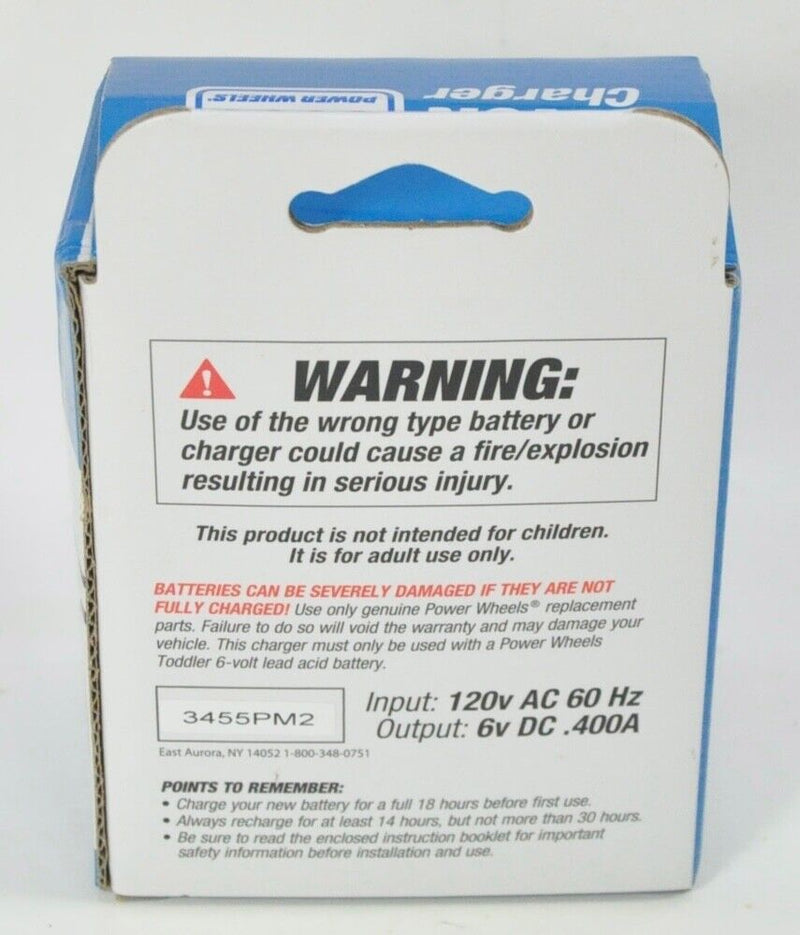 Charger
POWER WHEELS®
WARNING:
Use of the wrong type battery or
charger could cause a fire/explosion
resulting in serious injury.
This product is not intended for children.
It is for adult use only.
BATTERIES CAN BE SEVERELY DAMAGED IF THEY ARE NOT
FULLY CHARGED! Use only genuine Power Wheels® replacement
parts. Failure to do so will void the warranty and may damage your
vehicle. This charger must only be used with a Power Wheels
Toddler 6-volt lead acid battery.
3455PM2
Input: 120v AC 60 Hz
Output: 6v DC .400A
East Aurora, NY 14052 1-800-348-0751
POINTS TO REMEMBER:
• Charge your new battery for a full 18 hours before first use.
• Always recharge for at least 14 hours, but not more than 30 hours.
• Be sure to read the enclosed instruction booklet for important
safety information before installation and use.